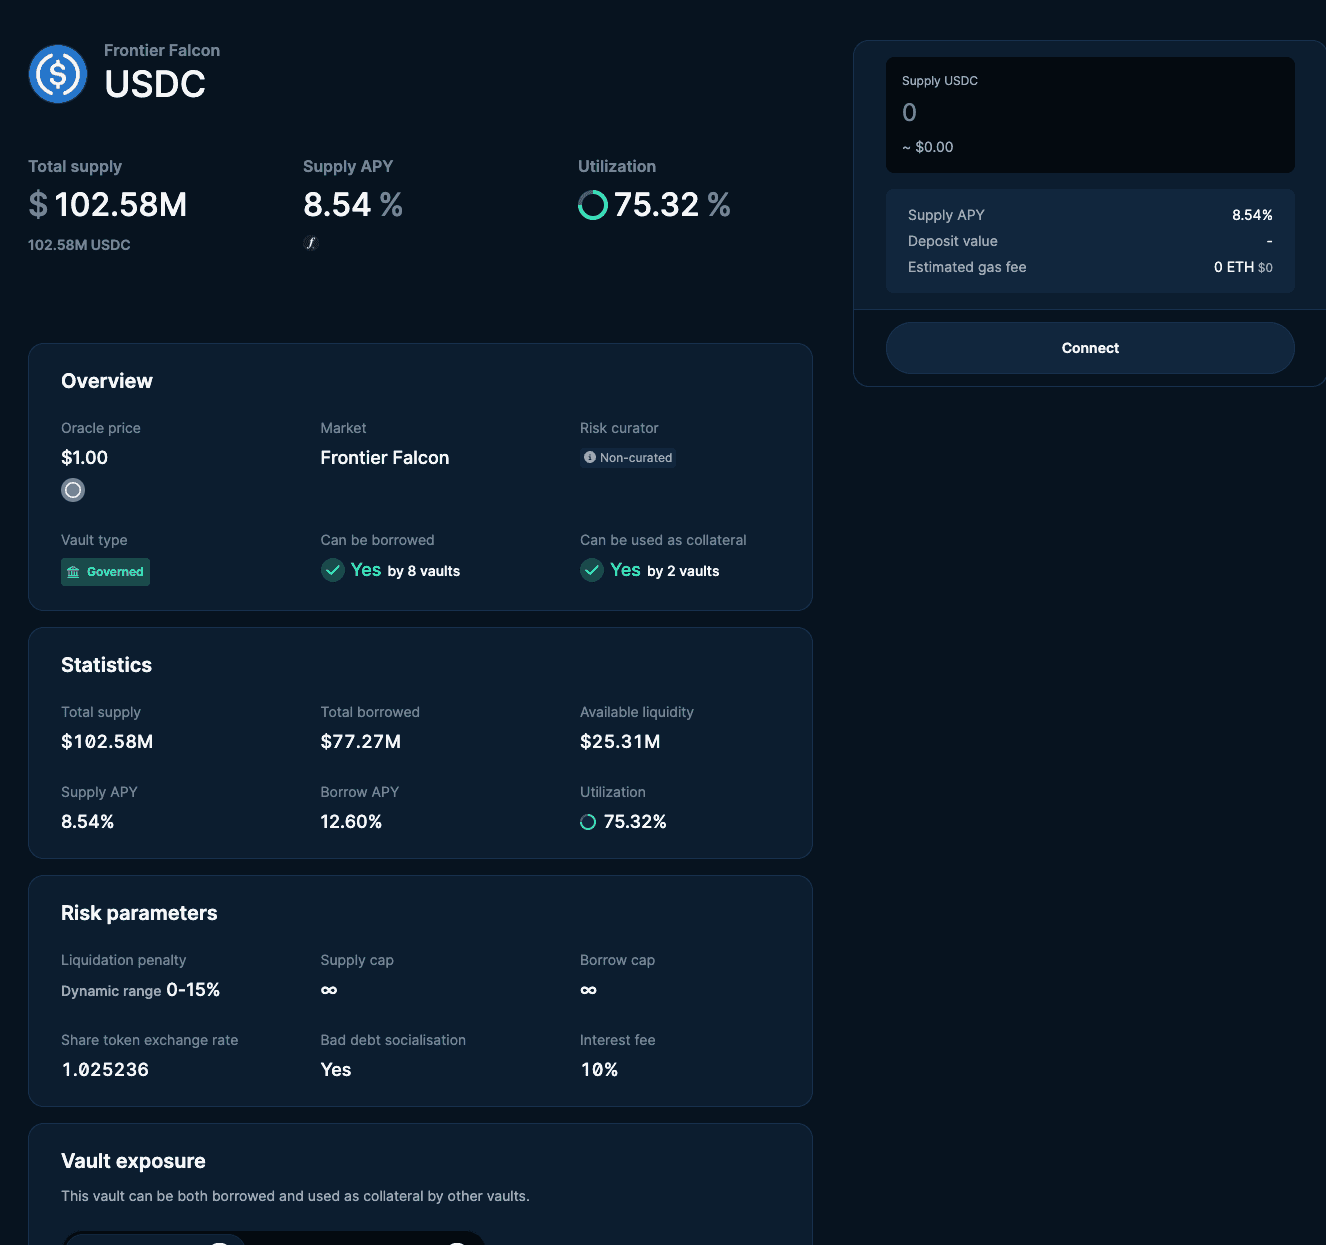 Frontier Falcon
USDC
Total supply
$ 102.58M
102.58M USDC
Supply APY
8.54 %
Utilization
75.32 %
Supply USDC
0
~ $0.00
Supply APY 8.54%
Deposit value -
Estimated gas fee 0 ETH $0
Connect
Overview
Oracle price Market Risk curator
$1.00 Frontier Falcon Non-curated
Vault type Can be borrowed Can be used as collateral
Governed Yes by 8 vaults Yes by 2 vaults
Statistics
Total supply Total borrowed Available liquidity
$102.58M $77.27M $25.31M
Supply APY Borrow APY Utilization
8.54% 12.60% 75.32%
Risk parameters
Liquidation penalty Supply cap Borrow cap
Dynamic range 0-15% ∞ ∞
Share token exchange rate Bad debt socialisation Interest fee
1.025236 Yes 10%
Vault exposure
This vault can be both borrowed and used as collateral by other vaults.